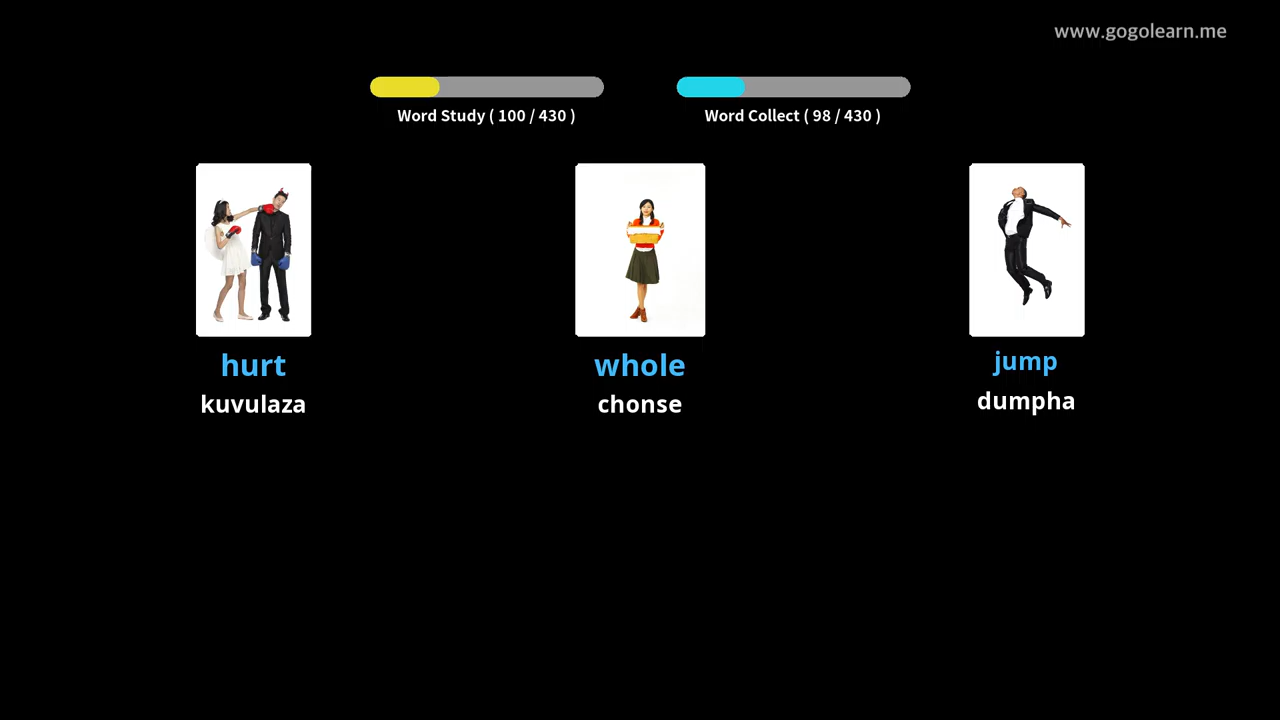 www.gogolearn.me
Word Study ( 100 / 430 )
Word Collect ( 98 / 430 )
hurt
kuvulaza
whole
chonse
jump
dumpha